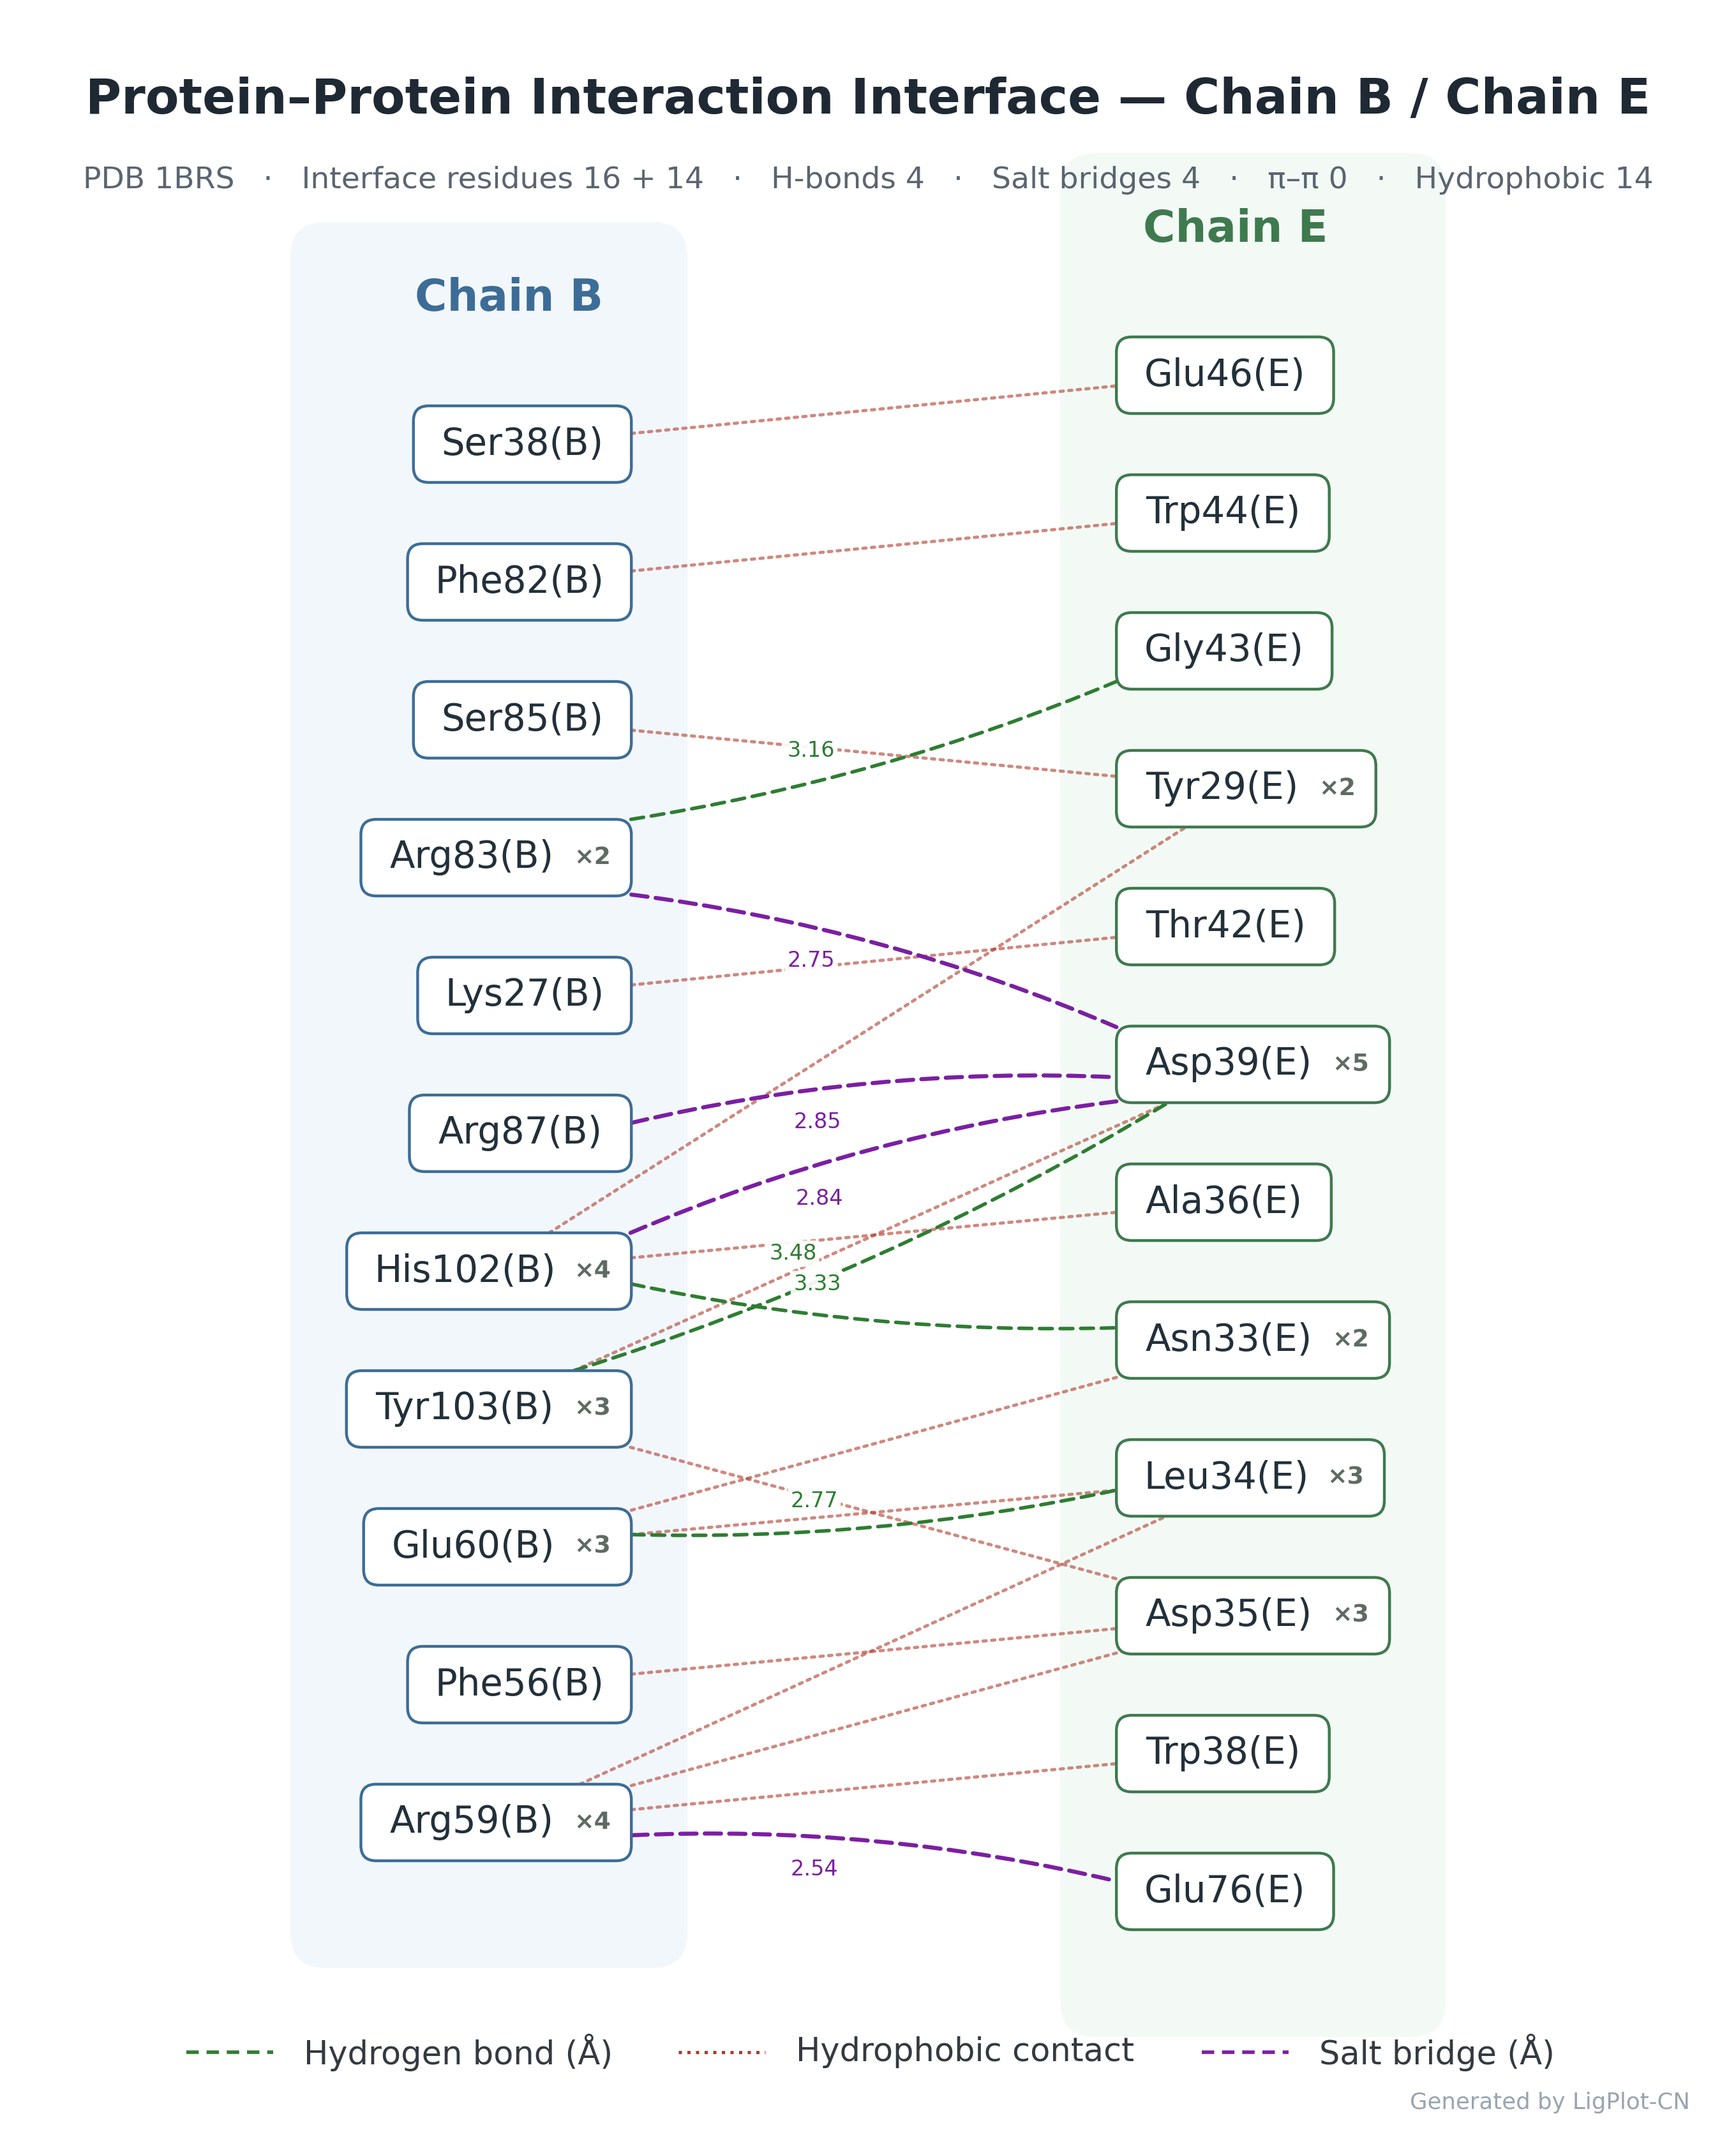 Protein–Protein Interaction Interface — Chain B / Chain E
PDB 1BRS · Interface residues 16 + 14 · H-bonds 4 · Salt bridges 4 · π–π 0 · Hydrophobic 14
Chain E
Chain B
Glu46(E)
Ser38(B)
Trp44(E)
Phe82(B)
Gly43(E)
Ser85(B)
3.16
Tyr29(E) ×2
Arg83(B) ×2
Thr42(E)
2.75
Lys27(B)
Asp39(E) ×5
2.85
Arg87(B)
2.84
Ala36(E)
3.48
His102(B) ×4
3.33
Asn33(E) ×2
Tyr103(B) ×3
Leu34(E) ×3
2.77
Glu60(B) ×3
Asp35(E) ×3
Phe56(B)
Trp38(E)
Arg59(B) ×4
2.54
Glu76(E)
Hydrogen bond (Å) Hydrophobic contact Salt bridge (Å)
Generated by LigPlot-CN